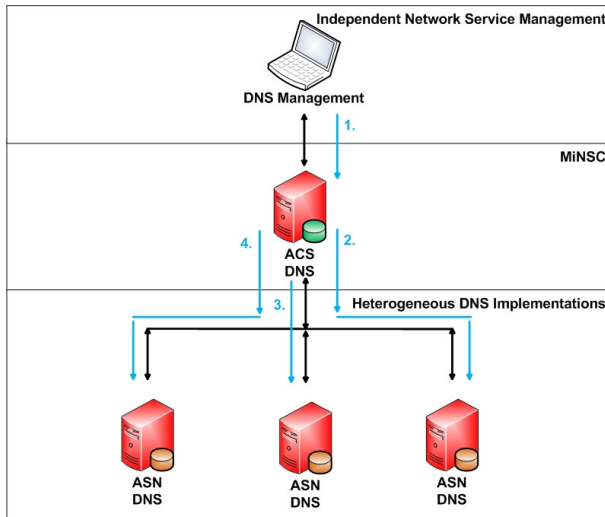 Independent Network Service Management
DNS Management
1.
MiNSC
4.
2.
ACS
DNS
3.
Heterogeneous DNS Implementations
ASN
DNS
ASN
DNS
ASN
DNS